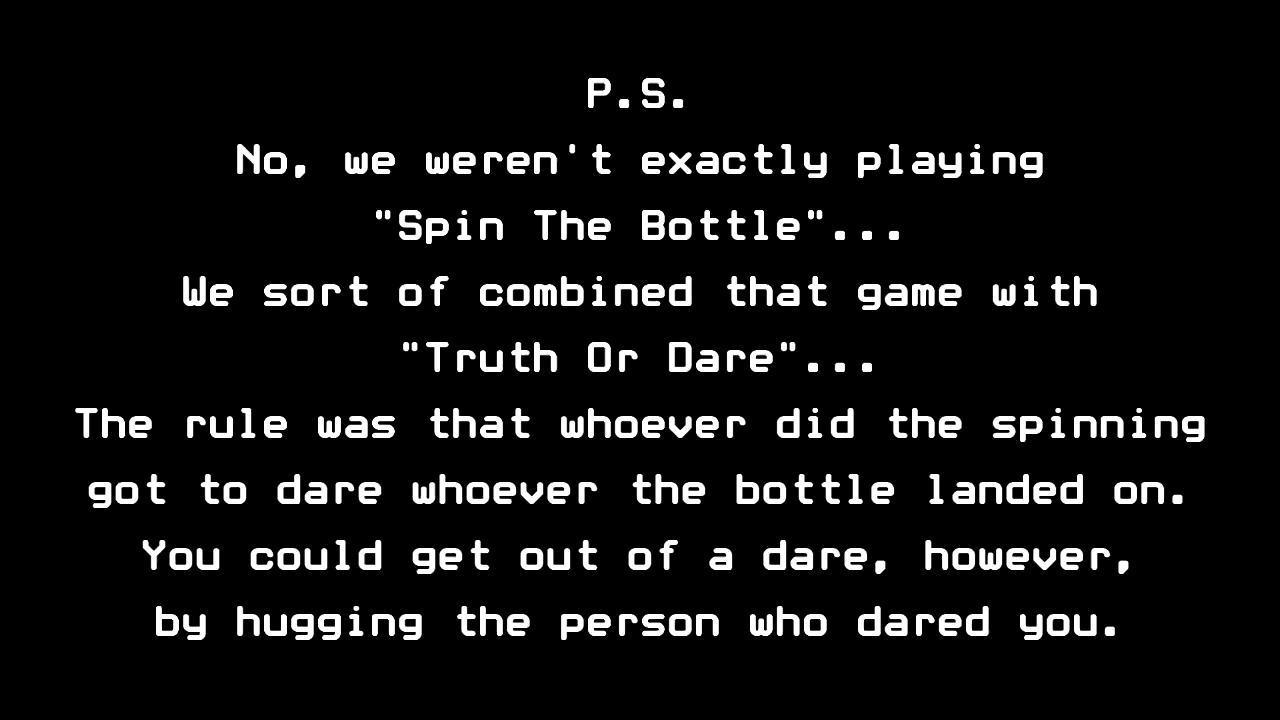 P.S.
No, we weren't exactly playing
"Spin The Bottle"...
We sort of combined that game with
"Truth Or Dare"...
The rule was that whoever did the spinning
got to dare whoever the bottle landed on.
You could get out of a dare, however,
by hugging the person who dared you.